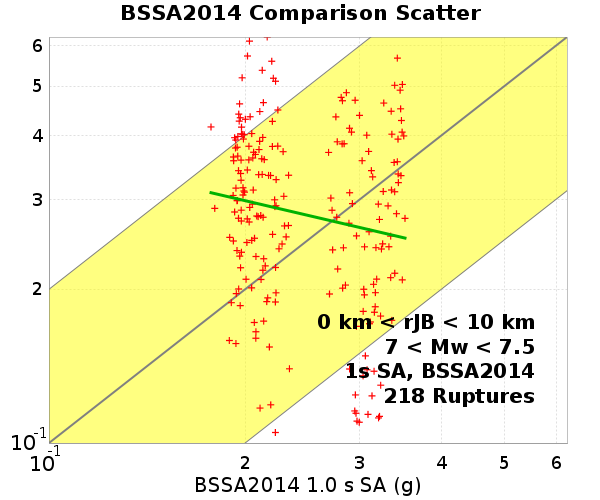 BSSA2014 Comparison Scatter
6
5
4
3
2
10-1
0 km < rJB < 10 km
7 < Mw < 7.5
1s SA, BSSA2014
218 Ruptures
10-1 2 3 4 5 6
BSSA2014 1.0 s SA (g)